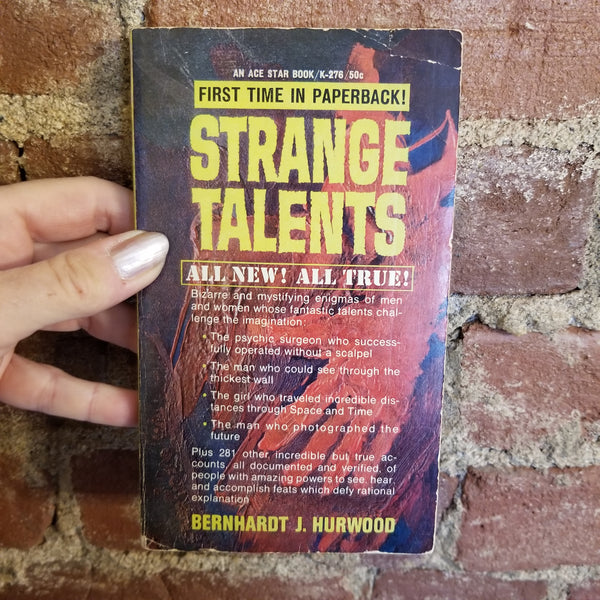 AN ACE STAR BOOK/K-276/50c
FIRST TIME IN PAPERBACK!
STRANGE
TALENTS
ALL NEW! ALL TRUE!
Bizarre and mystifying enigmas of men
and women whose fantastic talents chal-
lenge the imagination:
• The psychic surgeon who success-
fully operated without a scalpel
• The man who could see through the
thickest wall
• The girl who traveled incredible dis-
tances through Space and Time
• The man who photographed the
future
Plus 281 other, incredible but true ac-
counts, all documented and verified, of
people with amazing powers to see, hear,
and accomplish feats which defy rational
explanation
BERNHARDT J. HURWOOD